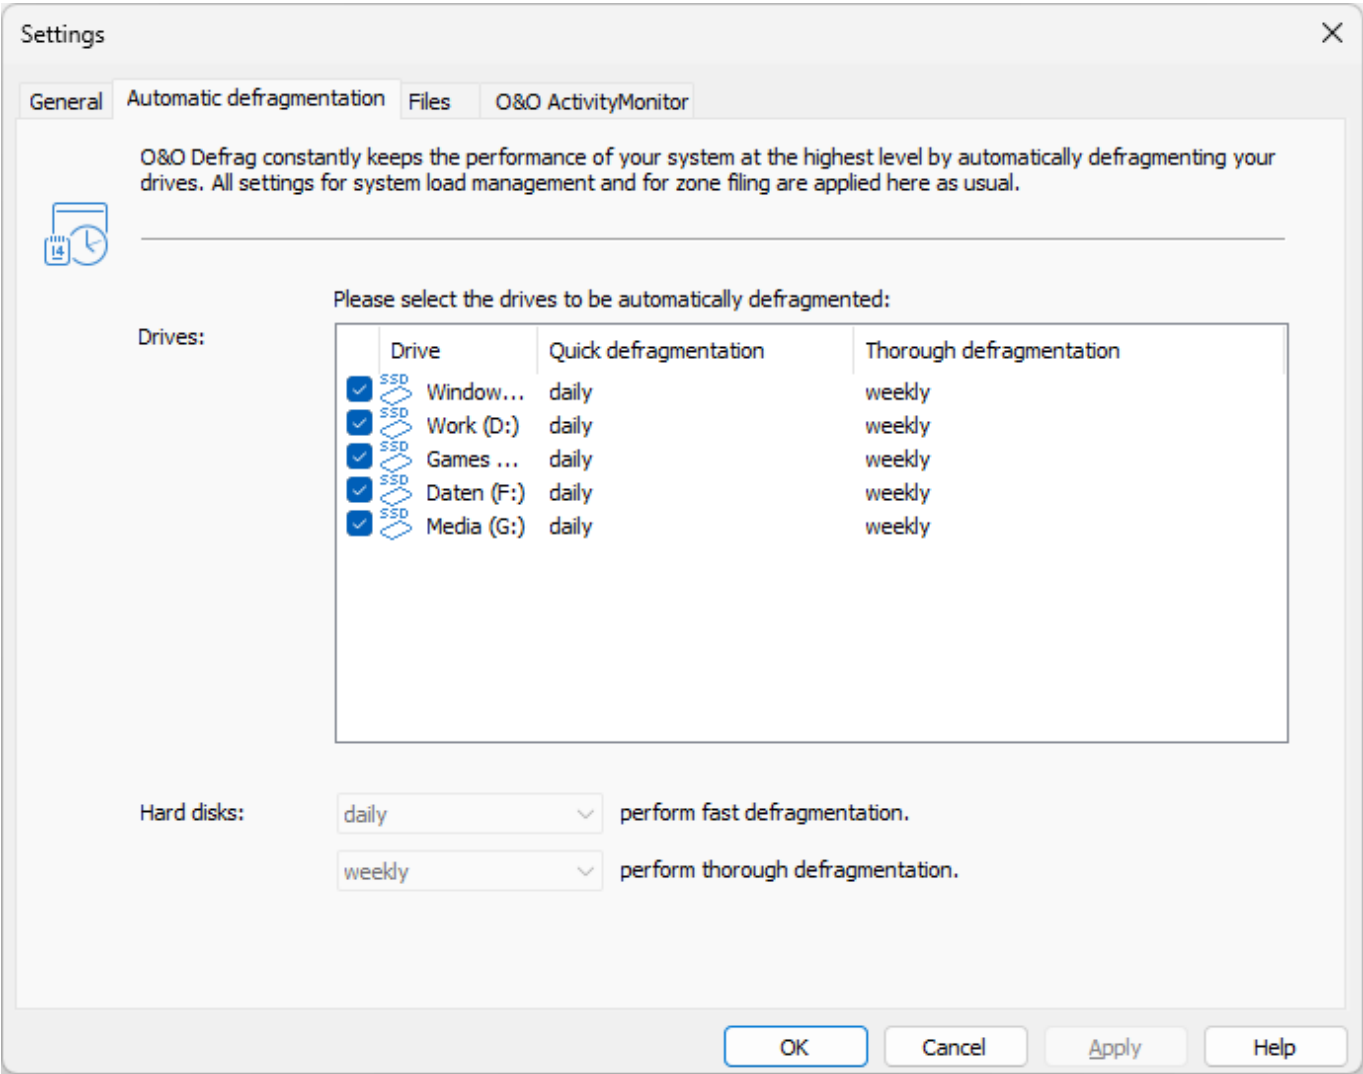 Settings
General Automatic defragmentation Files O&O ActivityMonitor
O&O Defrag constantly keeps the performance of your system at the highest level by automatically defragmenting your
drives. All settings for system load management and for zone filing are applied here as usual.
14
Please select the drives to be automatically defragmented:
Drives:
Drive Quick defragmentation Thorough defragmentation
SSD Window... daily weekly
SSD Work (D:) daily weekly
SSD Games ... daily weekly
SSD Daten (F:) daily weekly
SSD Media (G:) daily weekly
Hard disks: daily perform fast defragmentation.
weekly perform thorough defragmentation.
OK Cancel Apply Help